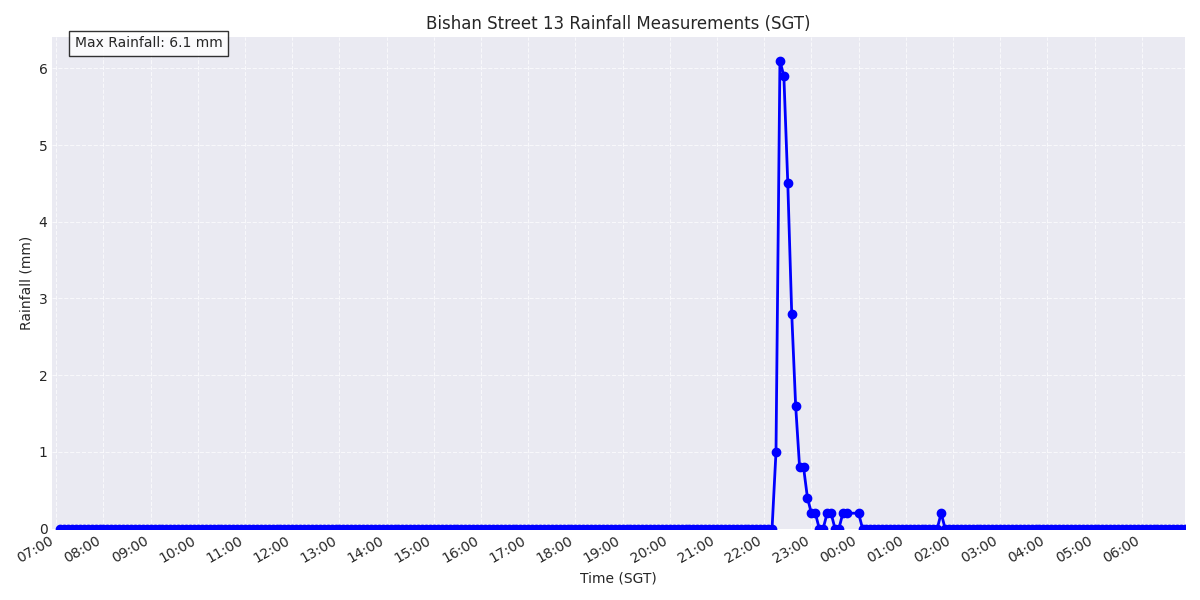 Bishan Street 13 Rainfall Measurements (SGT)
Max Rainfall: 6.1 mm
Rainfall (mm)
6
5
4
3
2
1
0
07:00 08:00 09:00 10:00 11:00 12:00 13:00 14:00 15:00 16:00 17:00 18:00 19:00 20:00 21:00 22:00 23:00 00:00 01:00 02:00 03:00 04:00 05:00 06:00
Time (SGT)